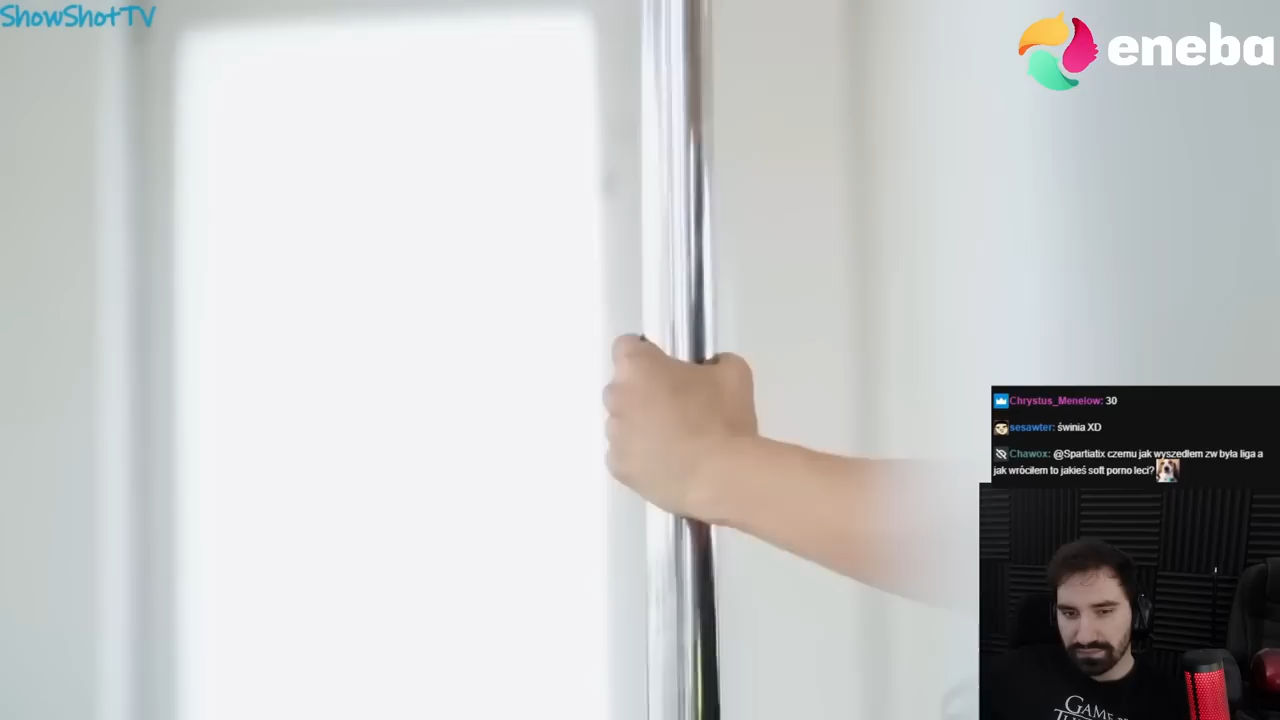 ShowShotTV
eneba
Chrystus_Menelow: 30
sesawter: świnia XD
Chawox: @Spartiatix czemu jak wyszedłem zw była liga a
jak wróciłem to jakieś soft porno leci?
GAME